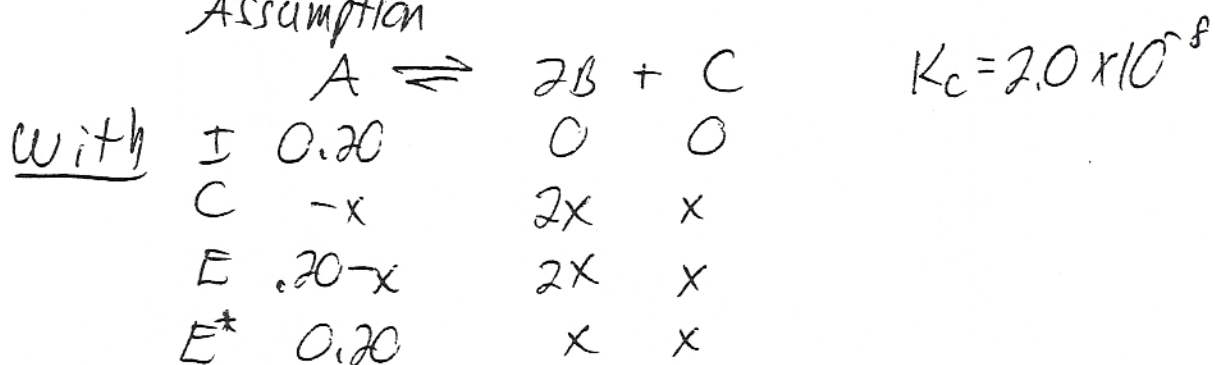 Assumption
A ⇌ 2B + C Kc = 2.0 x 10^-8
with I 0.20 0 0
C -x 2x x
E .20-x 2x x
E* 0.20 x x